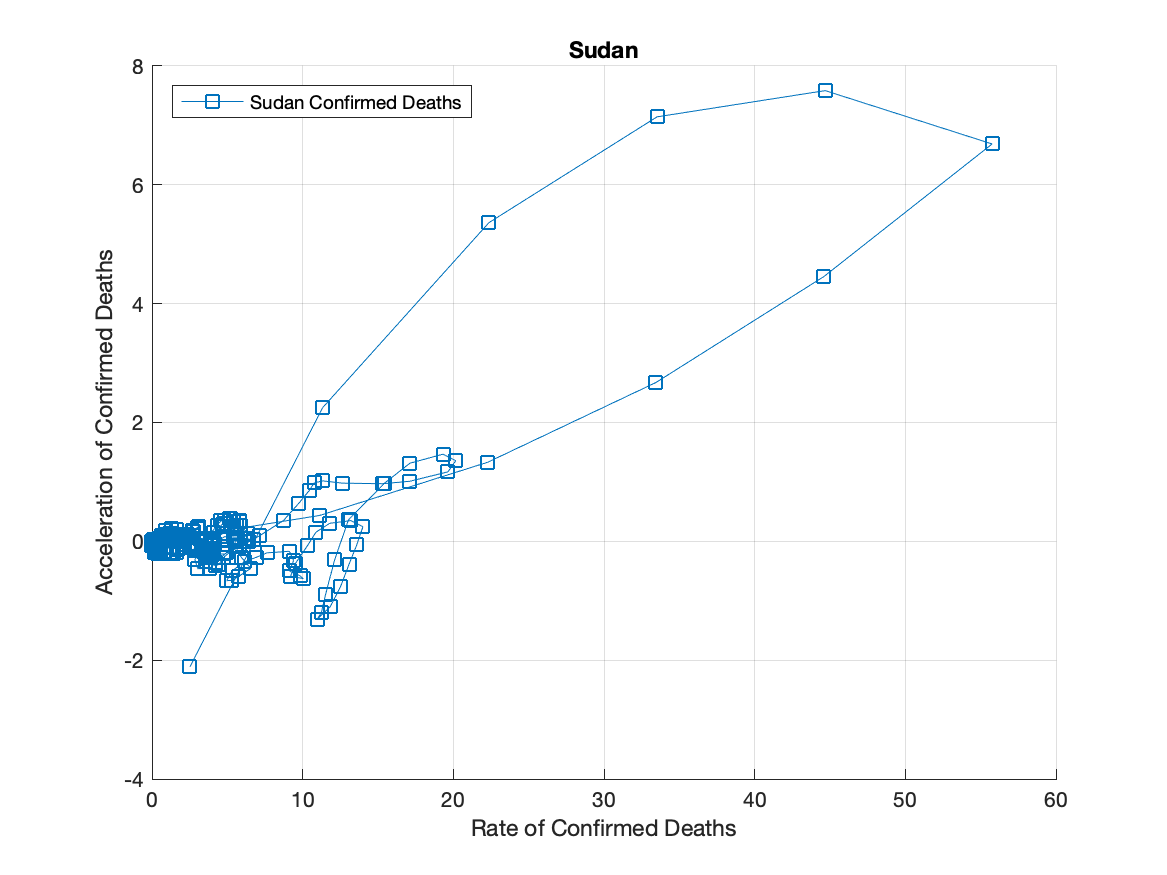 Sudan
Sudan Confirmed Deaths
8
6
4
2
0
-2
-4
Acceleration of Confirmed Deaths
0 10 20 30 40 50 60
Rate of Confirmed Deaths